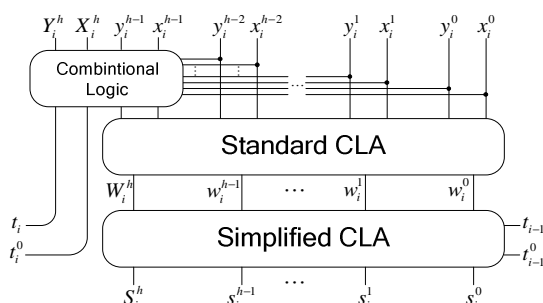 Y_i^h X_i^h y_i^{h-1} x_i^{h-1} y_i^{h-2} x_i^{h-2} y_i^1 x_i^1 y_i^0 x_i^0
Combintional
Logic
...
Standard CLA
W_i^h w_i^{h-1} ... w_i^1 w_i^0
t_i
t_i^0
Simplified CLA
t_{i-1}
t_{i-1}^0
S_i^h s_i^{h-1} ... s_i^1 s_i^0